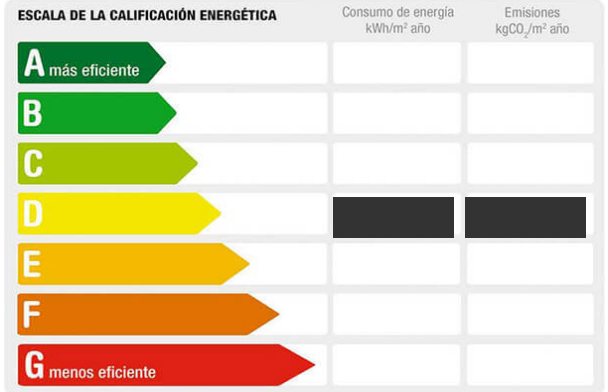 ESCALA DE LA CALIFICACIÓN ENERGÉTICA
Consumo de energía
kWh/m² año
Emisiones
kgCO₂/m² año
A más eficiente
B
C
D
E
F
G menos eficiente